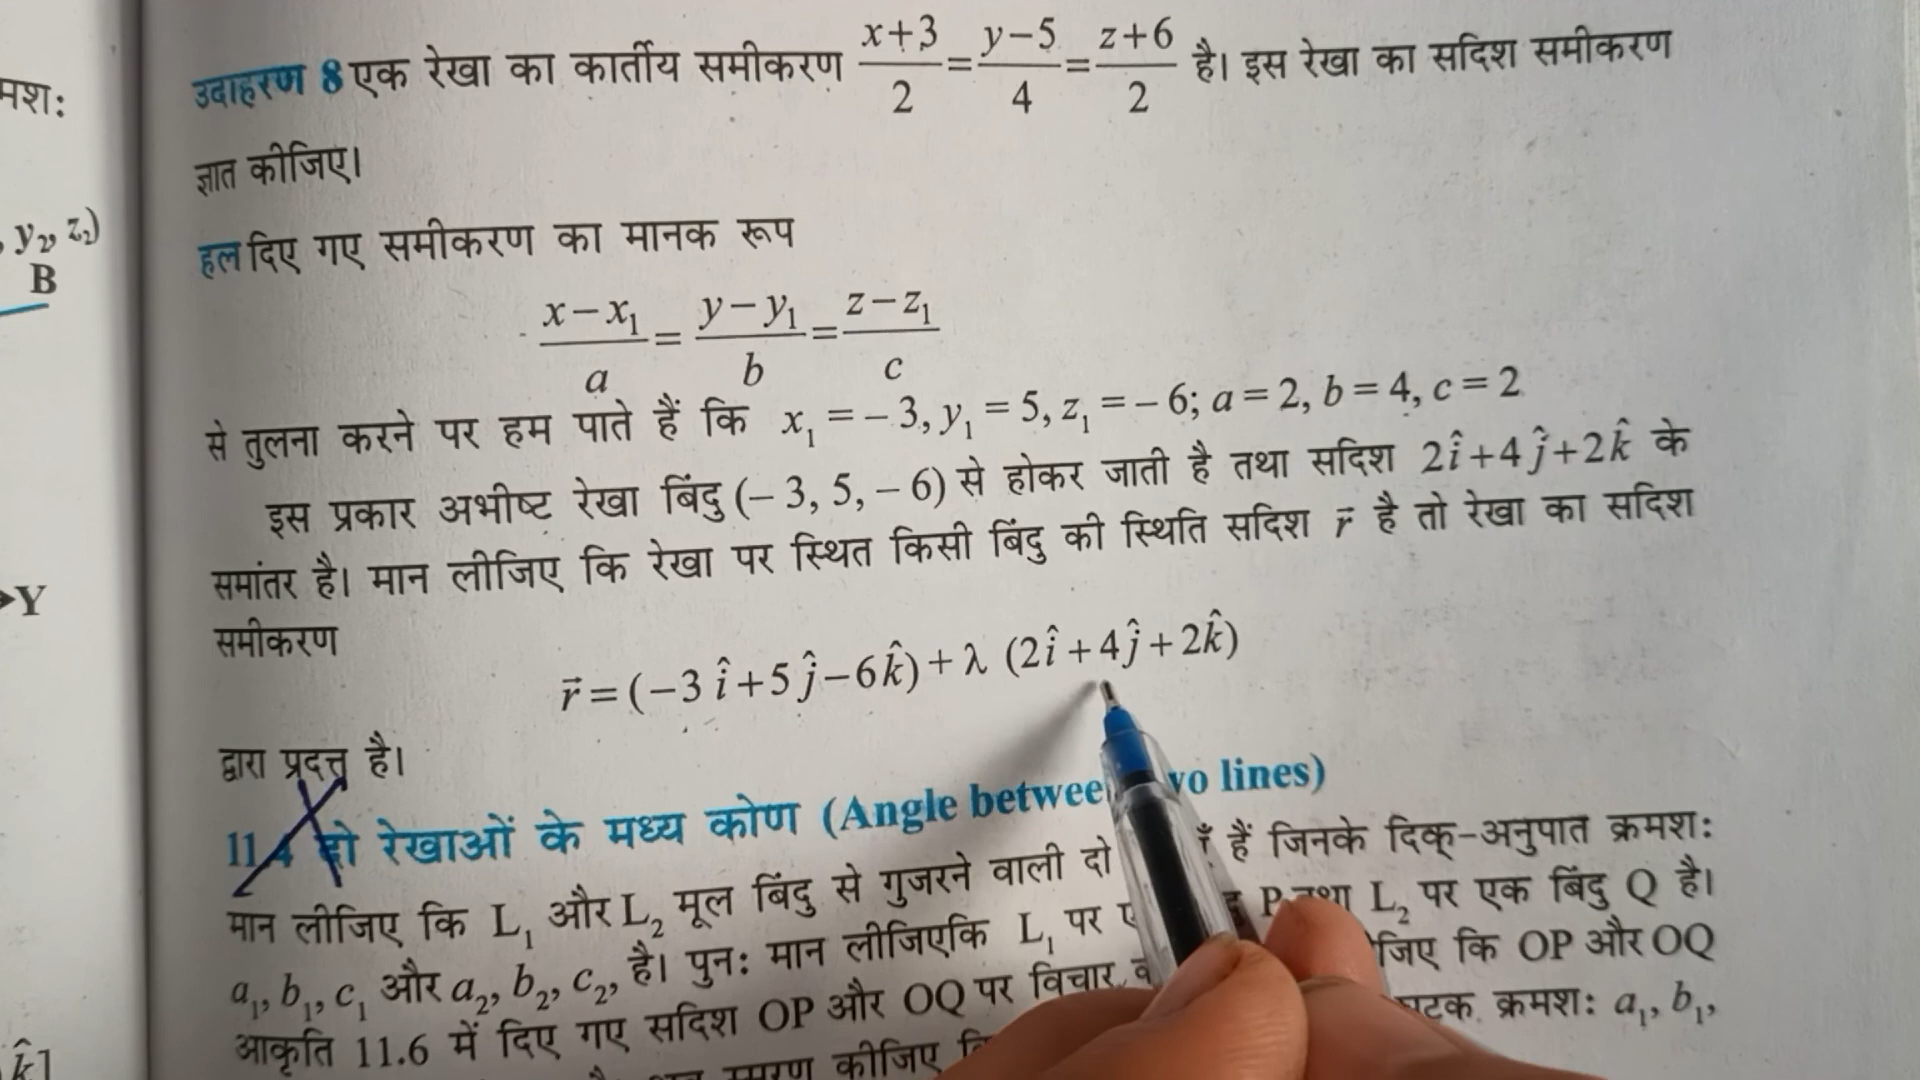 मशः
, y₂, z₂)
B
Y
k̂]
उदाहरण 8 एक रेखा का कार्तीय समीकरण (x+3)/2 = (y−5)/4 = (z+6)/2 है। इस रेखा का सदिश समीकरण
ज्ञात कीजिए।
हल दिए गए समीकरण का मानक रूप
(x−x₁)/a = (y−y₁)/b = (z−z₁)/c
से तुलना करने पर हम पाते हैं कि x₁ = −3, y₁ = 5, z₁ = −6; a = 2, b = 4, c = 2
इस प्रकार अभीष्ट रेखा बिंदु (−3, 5, −6) से होकर जाती है तथा सदिश 2î+4ĵ+2k̂ के
समांतर है। मान लीजिए कि रेखा पर स्थित किसी बिंदु की स्थिति सदिश r⃗ है तो रेखा का सदिश
समीकरण
r⃗ = (−3î+5ĵ−6k̂) + λ (2î+4ĵ+2k̂)
द्वारा प्रदत्त है।
11.4 दो रेखाओं के मध्य कोण (Angle between two lines)
मान लीजिए कि L₁ और L₂ मूल बिंदु से गुजरने वाली दो हैं जिनके दिक्-अनुपात क्रमशः
a₁, b₁, c₁ और a₂, b₂, c₂, है। पुनः मान लीजिएकि L₁ पर P तथा L₂ पर एक बिंदु Q है।
आकृति 11.6 में दिए गए सदिश OP और OQ पर विचार कि OP और OQ
क्रमशः a₁, b₁,
कीजिए